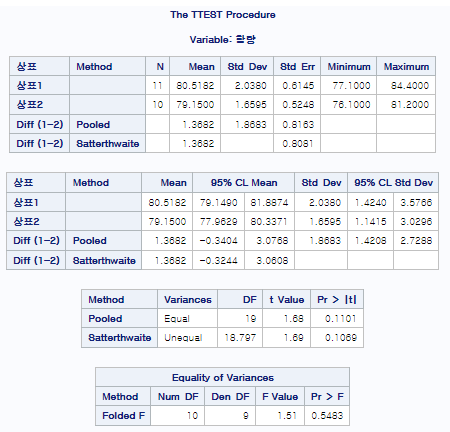 The TTEST Procedure
Variable: 함량
상표 Method N Mean Std Dev Std Err Minimum Maximum
상표1 11 80.5182 2.0380 0.6145 77.1000 84.4000
상표2 10 79.1500 1.6595 0.5248 76.1000 81.2000
Diff (1-2) Pooled 1.3682 1.8683 0.8163
Diff (1-2) Satterthwaite 1.3682 0.8081
상표 Method Mean 95% CL Mean Std Dev 95% CL Std Dev
상표1 80.5182 79.1490 81.8874 2.0380 1.4240 3.5766
상표2 79.1500 77.9629 80.3371 1.6595 1.1415 3.0296
Diff (1-2) Pooled 1.3682 -0.3404 3.0768 1.8683 1.4208 2.7288
Diff (1-2) Satterthwaite 1.3682 -0.3244 3.0608
Method Variances DF t Value Pr > |t|
Pooled Equal 19 1.68 0.1101
Satterthwaite Unequal 18.797 1.69 0.1069
Equality of Variances
Method Num DF Den DF F Value Pr > F
Folded F 10 9 1.51 0.5483